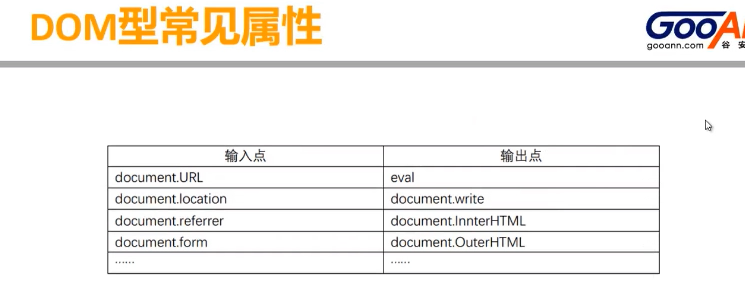 DOM型常见属性
GOOA
gooann.com 谷 安
输入点 输出点
document.URL eval
document.location document.write
document.referrer document.InnterHTML
document.form document.OuterHTML
…… ……